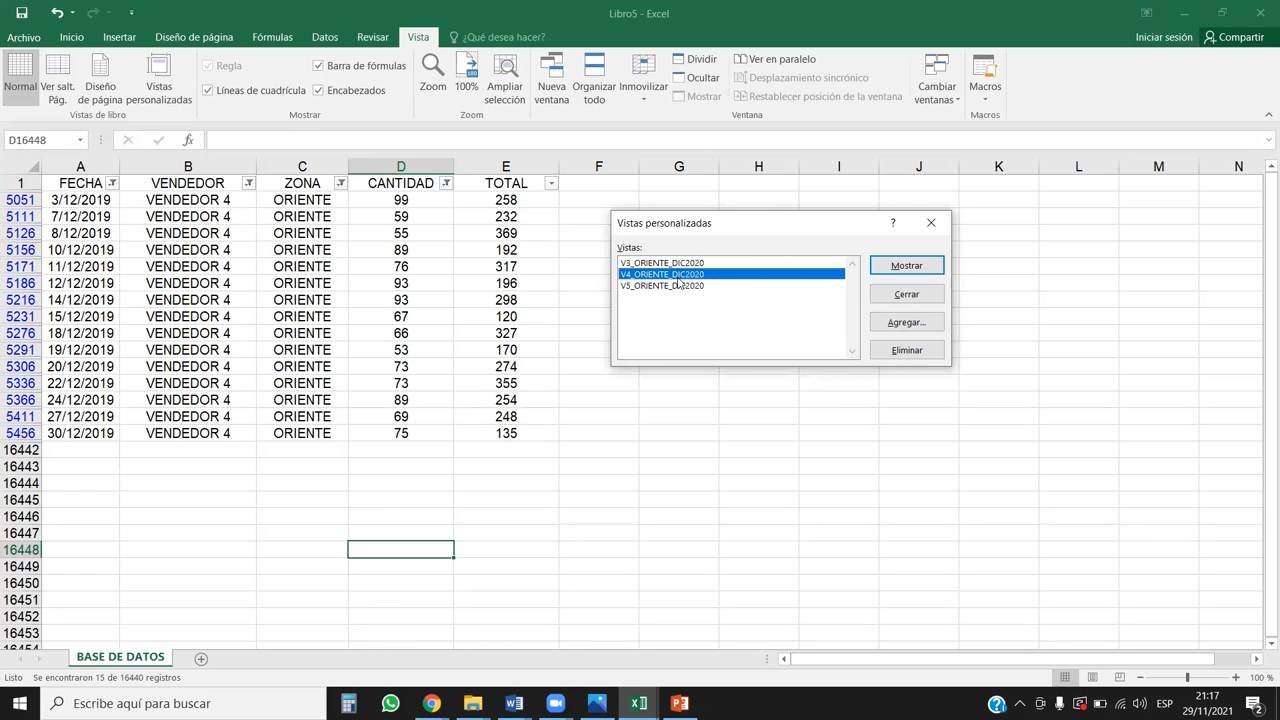 Libro5 - Excel
Archivo Inicio Insertar Diseño de página Fórmulas Datos Revisar Vista ¿Qué desea hacer? Iniciar sesión Compartir
Normal
Ver salt. Pág.
Diseño de página
Vistas personalizadas
Vistas de libro
Regla
Barra de fórmulas
Líneas de cuadrícula
Encabezados
Mostrar
Zoom
100%
Ampliar selección
Zoom
Nueva ventana
Organizar todo
Inmovilizar
Dividir
Ocultar
Mostrar
Ver en paralelo
Desplazamiento sincrónico
Restablecer posición de la ventana
Ventana
Cambiar ventanas
Macros
Macros
D16448
fx
A B C D E F G H I J K L M N
1 FECHA VENDEDOR ZONA CANTIDAD TOTAL
5051 3/12/2019 VENDEDOR 4 ORIENTE 99 258
5111 7/12/2019 VENDEDOR 4 ORIENTE 59 232
5126 8/12/2019 VENDEDOR 4 ORIENTE 55 369
5156 10/12/2019 VENDEDOR 4 ORIENTE 89 192
5171 11/12/2019 VENDEDOR 4 ORIENTE 76 317
5186 12/12/2019 VENDEDOR 4 ORIENTE 93 196
5216 14/12/2019 VENDEDOR 4 ORIENTE 93 298
5231 15/12/2019 VENDEDOR 4 ORIENTE 67 120
5276 18/12/2019 VENDEDOR 4 ORIENTE 66 327
5291 19/12/2019 VENDEDOR 4 ORIENTE 53 170
5306 20/12/2019 VENDEDOR 4 ORIENTE 73 274
5336 22/12/2019 VENDEDOR 4 ORIENTE 73 355
5366 24/12/2019 VENDEDOR 4 ORIENTE 89 254
5411 27/12/2019 VENDEDOR 4 ORIENTE 69 248
5456 30/12/2019 VENDEDOR 4 ORIENTE 75 135
16442
16443
16444
16445
16446
16447
16448
16449
16450
16451
16452
16453
16454
Vistas personalizadas ?
Vistas:
V3_ORIENTE_DIC2020
V4_ORIENTE_DIC2020
V5_ORIENTE_DIC2020
Mostrar
Cerrar
Agregar...
Eliminar
BASE DE DATOS
Listo Se encontraron 15 de 16440 registros 100 %
Escribe aquí para buscar
ESP
21:17
29/11/2021
2